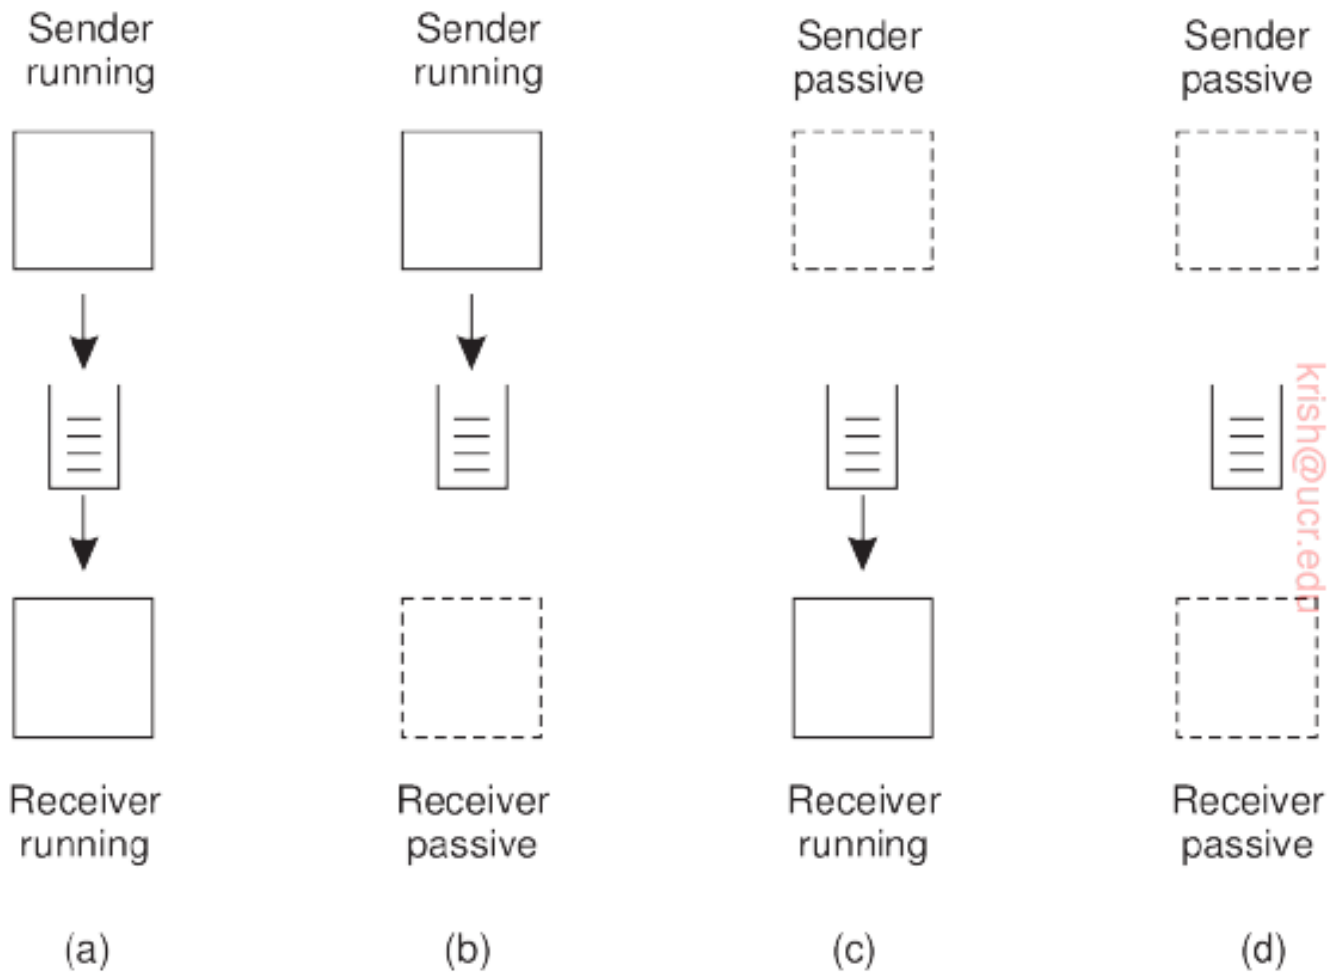 Sender
running
Sender
running
Sender
passive
Sender
passive
krish@ucr.edu
Receiver
running
Receiver
passive
Receiver
running
Receiver
passive
(a)
(b)
(c)
(d)